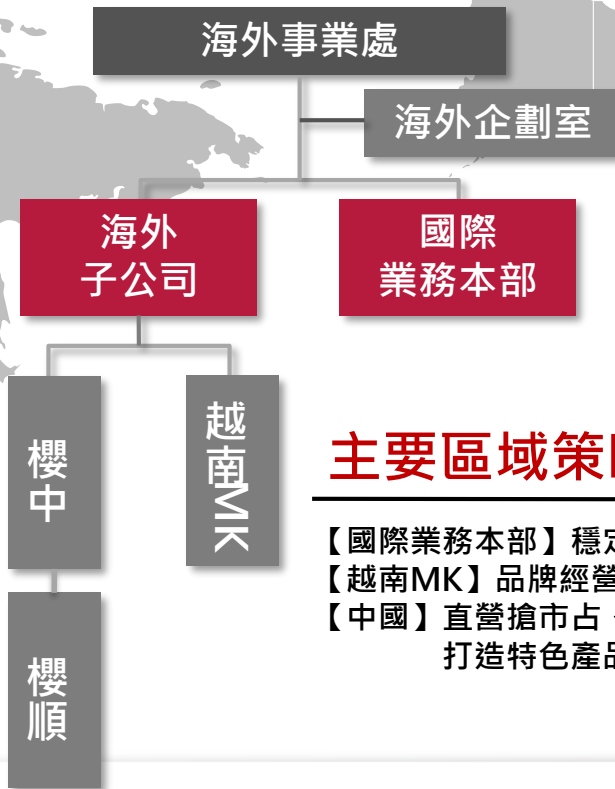 海外事業處
海外企劃室
海外
子公司
國際
業務本部
櫻中
越南MK
櫻順
主要區域策
【國際業務本部】穩定
【越南MK】品牌經營
【中國】直營搶市占、
打造特色產品